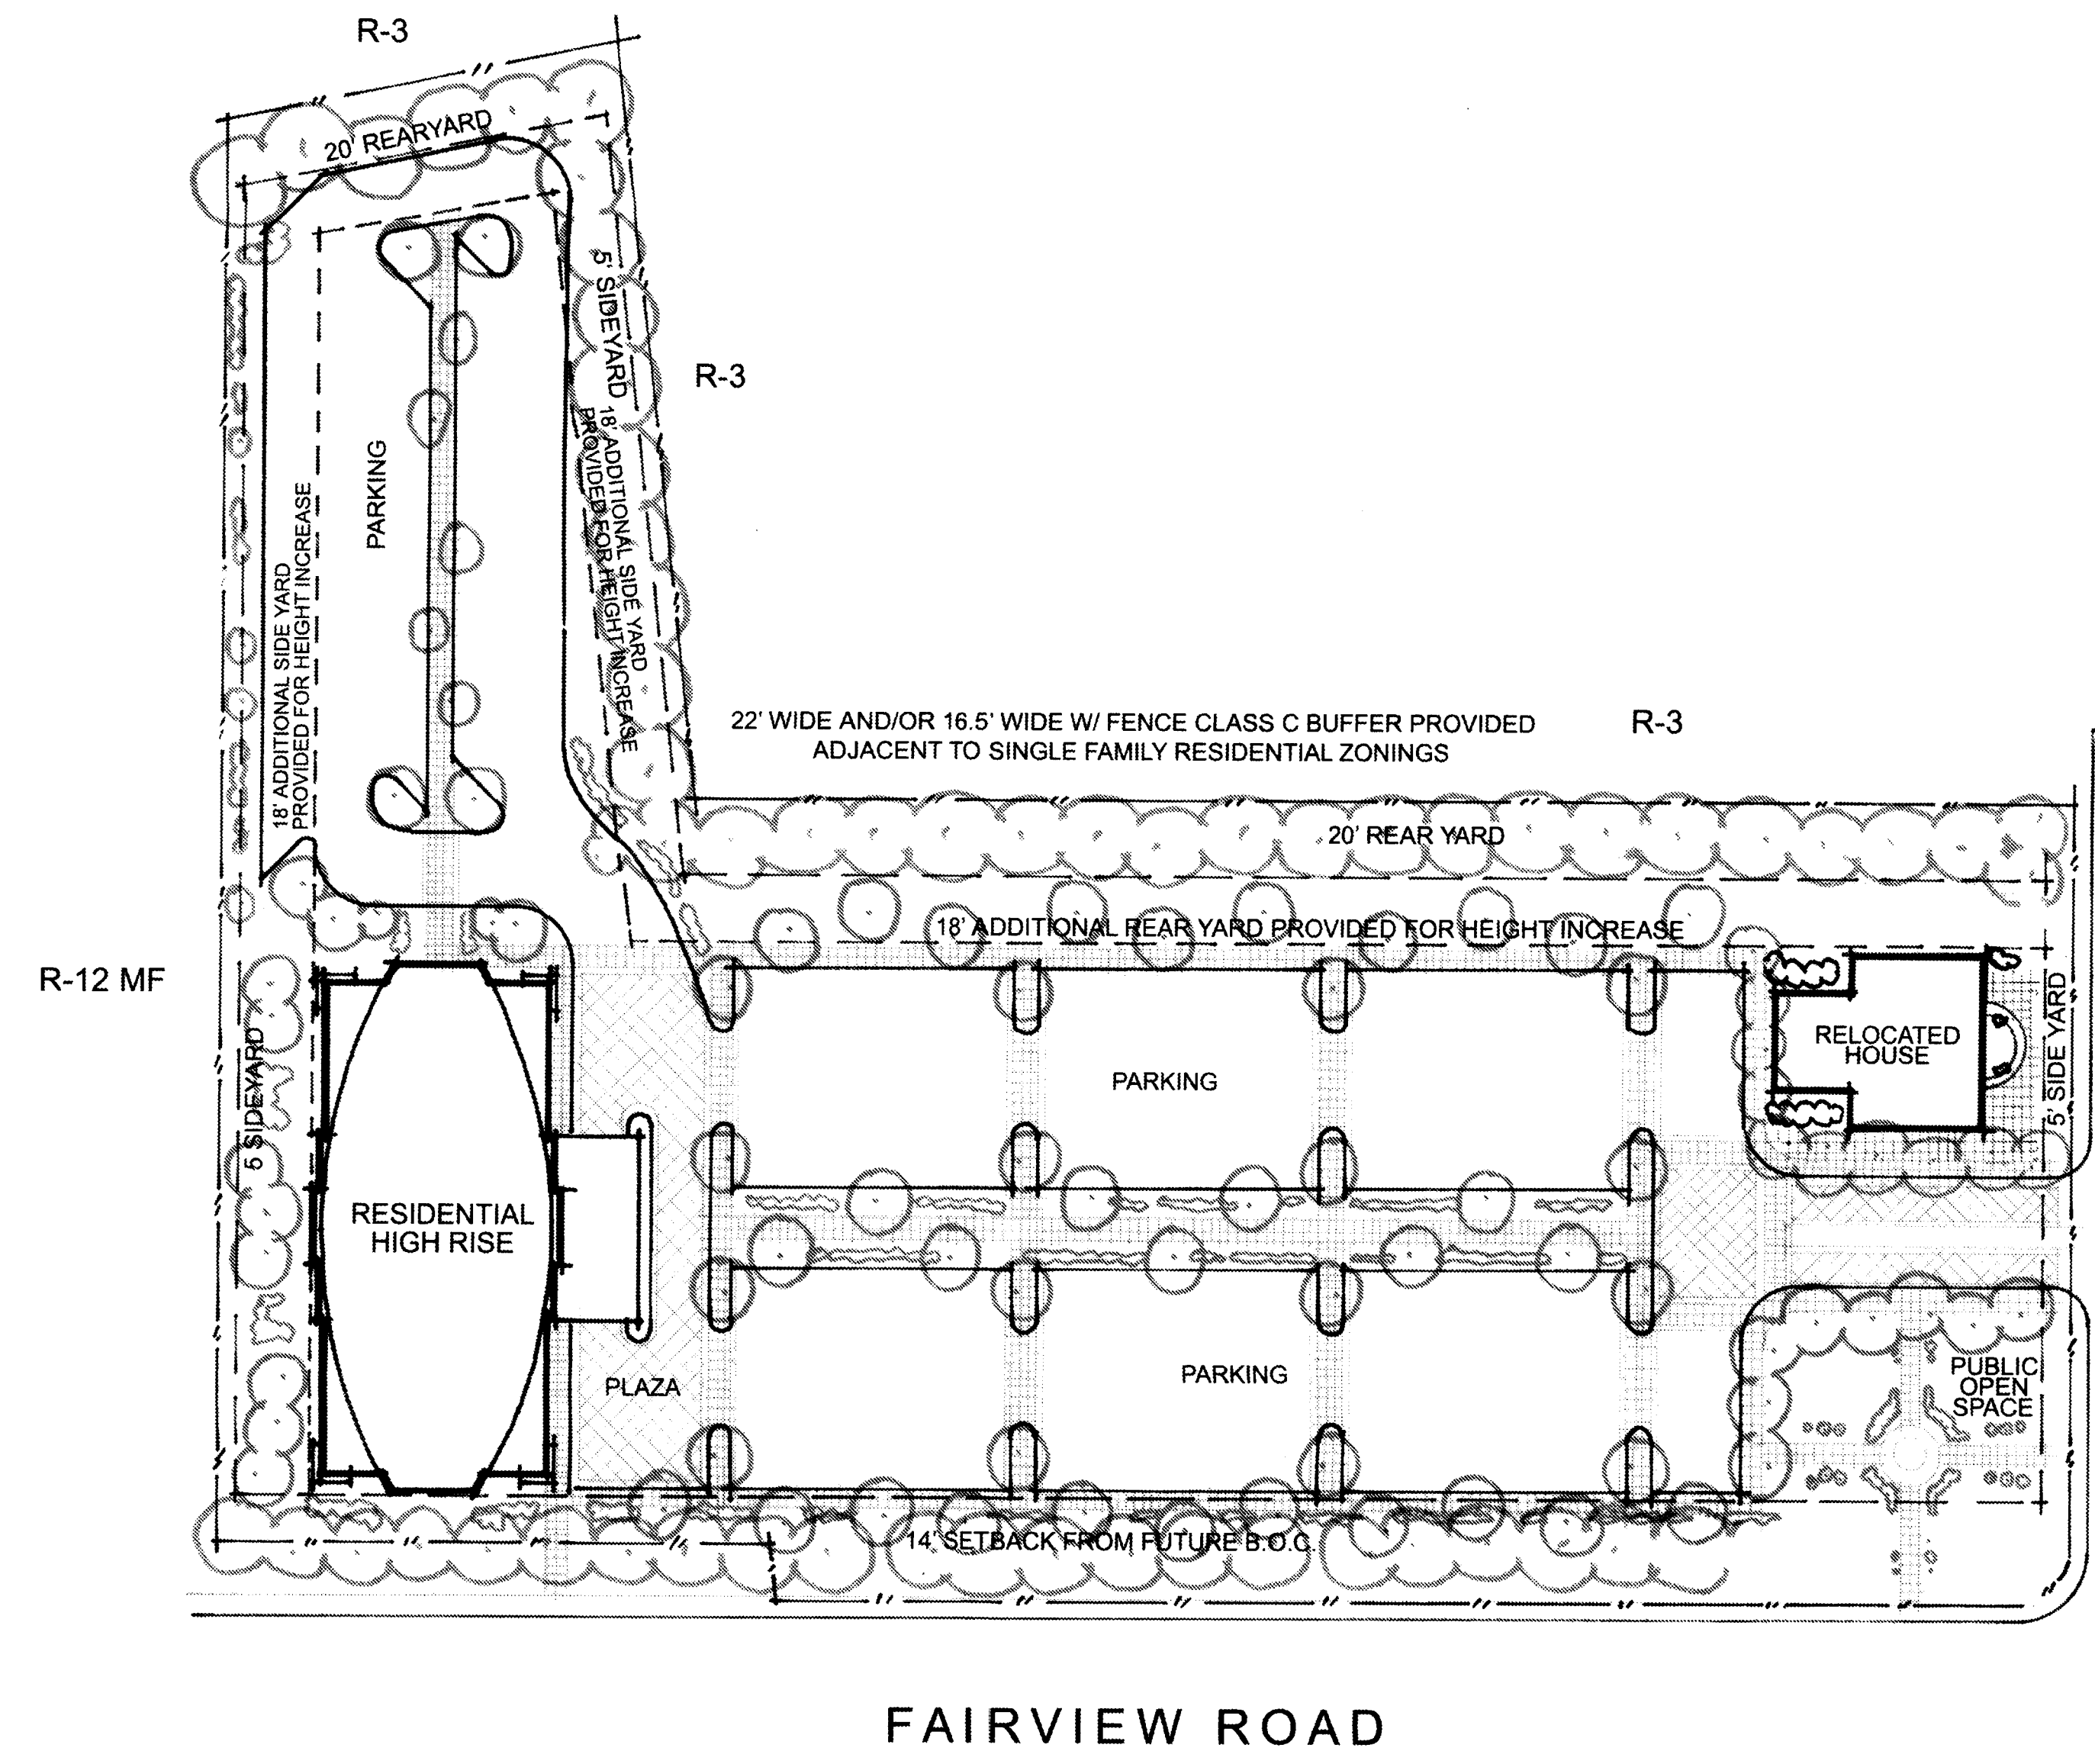 R-3
20' REARYARD
5' SIDEYARD
R-3
18' ADDITIONAL SIDE YARD
PROVIDED FOR HEIGHT INCREASE
PARKING
18' ADDITIONAL SIDE YARD
PROVIDED FOR HEIGHT INCREASE
22' WIDE AND/OR 16.5' WIDE W/ FENCE CLASS C BUFFER PROVIDED
ADJACENT TO SINGLE FAMILY RESIDENTIAL ZONINGS
R-3
20' REAR YARD
18' ADDITIONAL REAR YARD PROVIDED FOR HEIGHT INCREASE
R-12 MF
5' SIDEYARD
RELOCATED
HOUSE
5' SIDE YARD
PARKING
RESIDENTIAL
HIGH RISE
PLAZA
PARKING
PUBLIC
OPEN
SPACE
14' SETBACK FROM FUTURE B.O.C.
FAIRVIEW ROAD